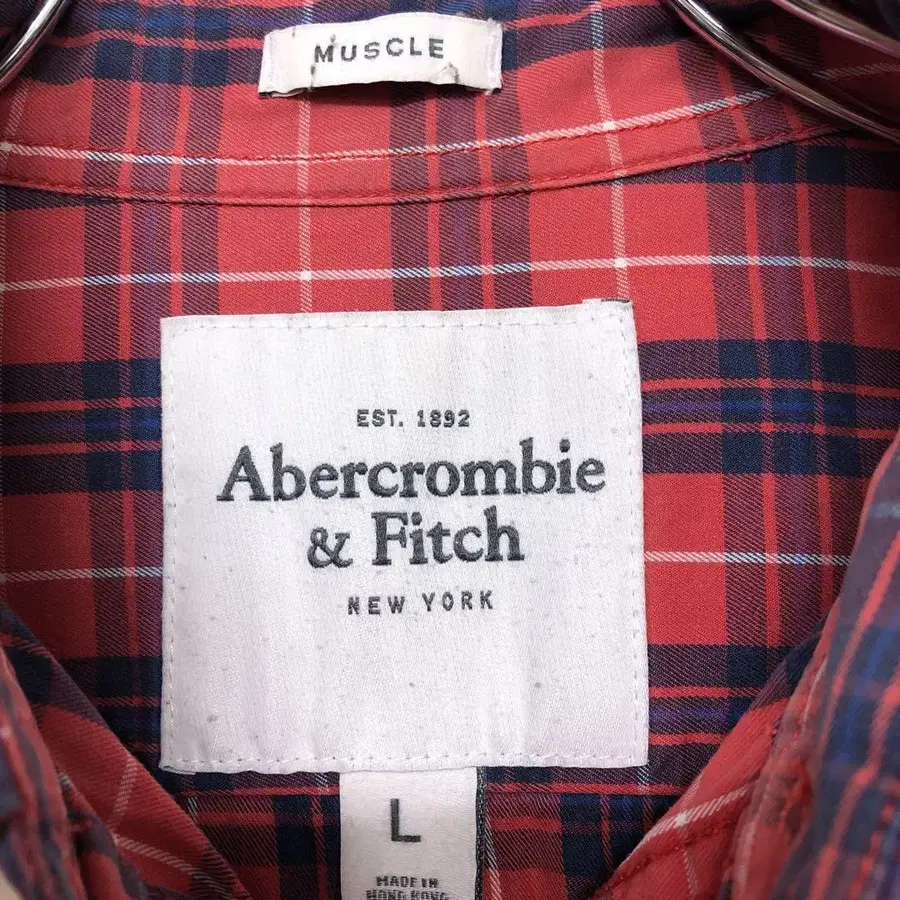 MUSCLE
EST. 1892
Abercrombie
& Fitch
NEW YORK
L
MADE IN
HONG KONG